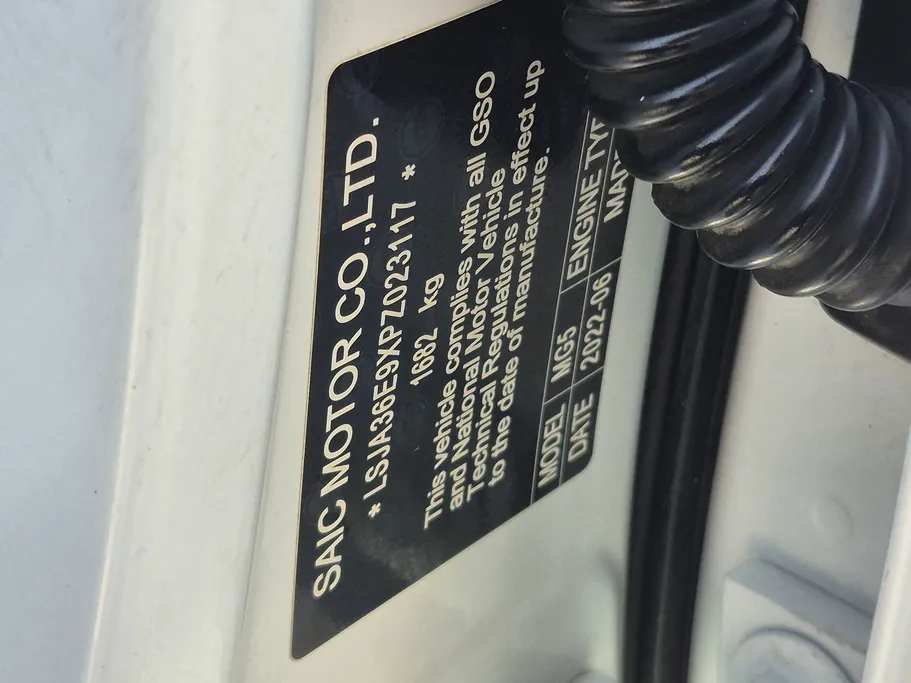 SAIC MOTOR CO.,LTD.
* LSJA36E9XPZ023117 *
1682 kg
This vehicle complies with all GSO
and National Motor Vehicle
Technical Regulations in effect up
to the date of manufacture.
MODEL MG5 ENGINE
DATE 2022-06